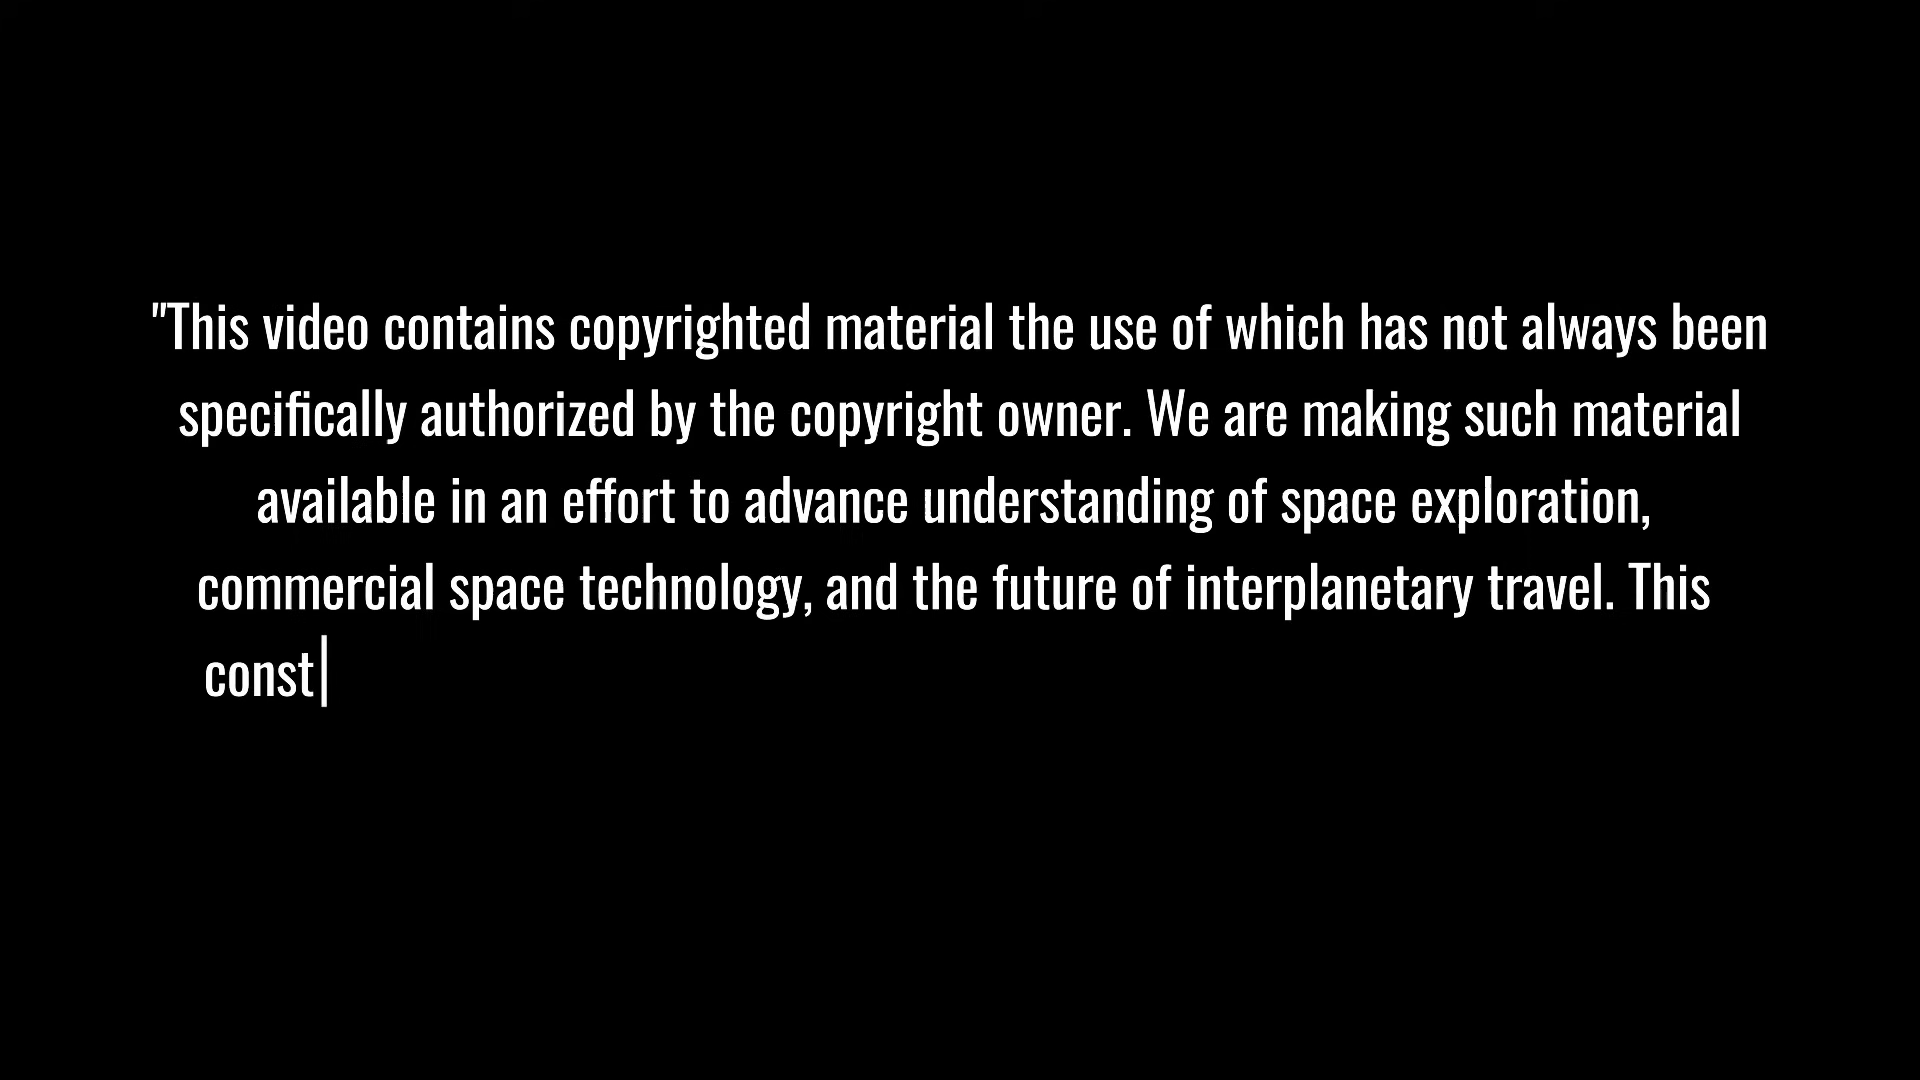 "This video contains copyrighted material the use of which has not always been
specifically authorized by the copyright owner. We are making such material
available in an effort to advance understanding of space exploration,
commercial space technology, and the future of interplanetary travel. This
const